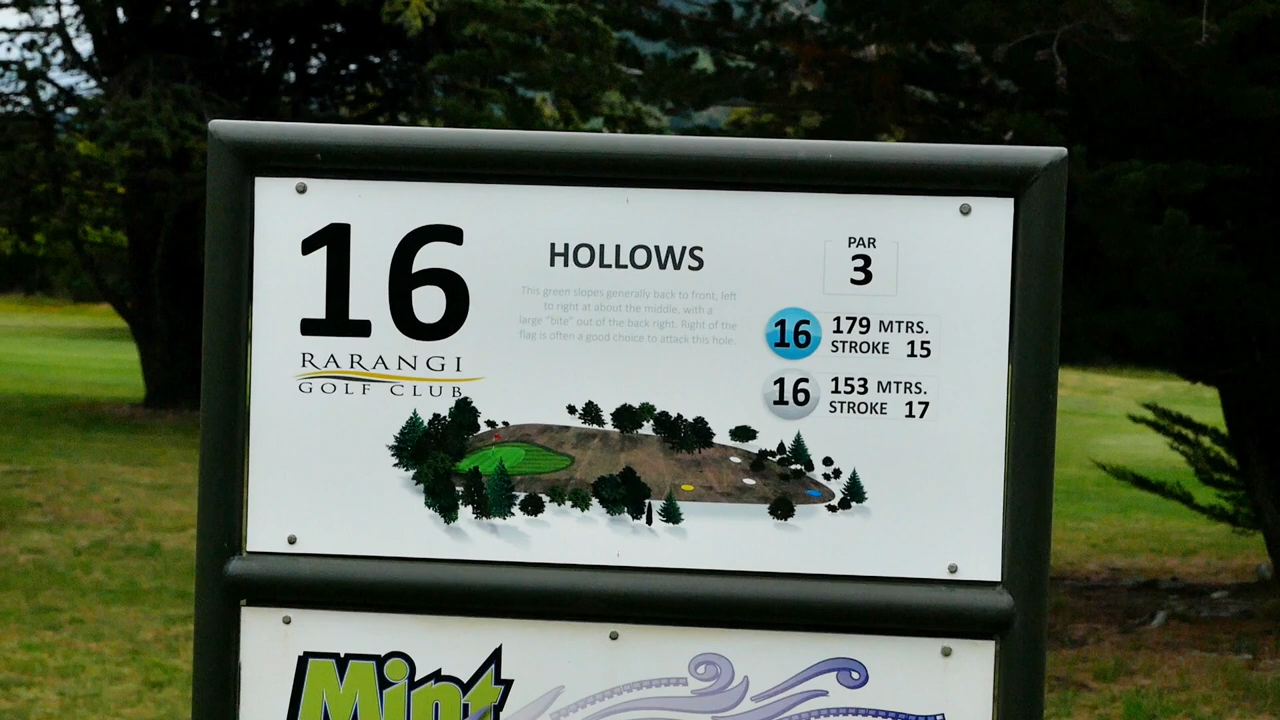 16
RARANGI
GOLF CLUB
HOLLOWS
This green slopes generally back to front, left
to right at about the middle, with a
large "bite" out of the back right. Right of the
flag is often a good choice to attack this hole.
PAR
3
16 179 MTRS.
STROKE 15
16 153 MTRS.
STROKE 17
Mint